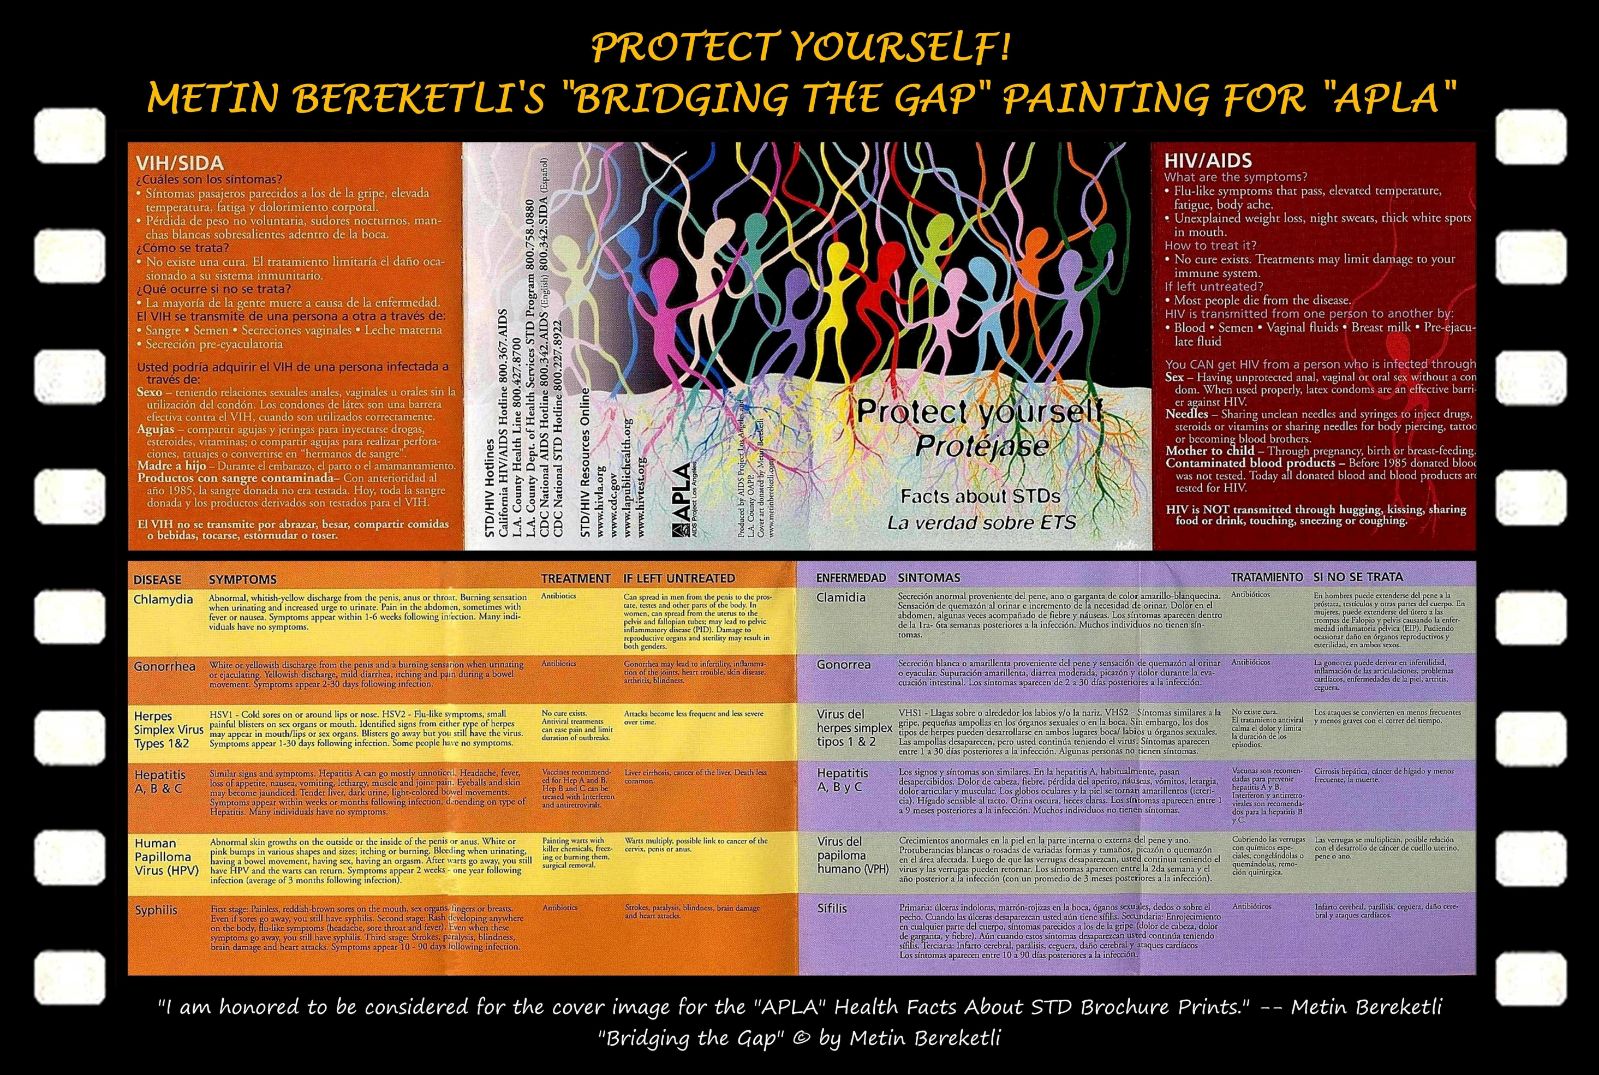 PROTECT YOURSELF!
METIN BEREKETLI'S "BRIDGING THE GAP" PAINTING FOR "APLA"
VIH/SIDA
¿Cuáles son los síntomas?
• Síntomas pasajeros parecidos a los de la gripe, elevada
temperatura, fatiga y dolorimiento corporal.
• Pérdida de peso no voluntaria, sudores nocturnos, man-
chas blancas sobresalientes adentro de la boca.
¿Cómo se trata?
• No existe una cura. El tratamiento limitaría el daño oca-
sionado a su sistema inmunitario.
¿Qué ocurre si no se trata?
• La mayoría de la gente muere a causa de la enfermedad.
El VIH se transmite de una persona a otra a través de:
• Sangre • Semen • Secreciones vaginales • Leche materna
• Secreción pre-eyaculatoria
Usted podría adquirir el VIH de una persona infectada a
través de:
Sexo – teniendo relaciones sexuales anales, vaginales u orales sin la
utilización del condón. Los condones de látex son una barrera
efectiva contra el VIH, cuando son utilizados correctamente.
Agujas – compartir agujas y jeringas para inyectarse drogas,
esteroides, vitaminas; o compartir agujas para realizar perfora-
ciones, tatuajes o convertirse en "hermanos de sangre".
Madre a hijo – Durante el embarazo, el parto o el amamantamiento.
Productos con sangre contaminada– Con anterioridad al
año 1985, la sangre donada no era testada. Hoy, toda la sangre
donada y los productos derivados son testados para el VIH.
El VIH no se transmite por abrazar, besar, compartir comidas
o bebidas, tocarse, estornudar o toser.
STD/HIV Hotlines
California HIV/AIDS Hotline 800.367.AIDS
L.A. County Health Line 800.427.8700
L.A. County Dept. of Health Services STD Program 800.758.0880
CDC National AIDS Hotline 800.342.AIDS (English) 800.342.SIDA (Español)
CDC National STD Hotline 800.227.8922
STD/HIV Resources Online
www.hivla.org
www.cdc.gov
www.lapublichealth.org
www.hivtest.org
APLA
AIDS Project Los Angeles
Produced by AIDS Project Los Angeles
L.A. County OAPP.
Cover art donated by Metin Bereketli
www.metinbereketli.com
Protect yourself
Protéjase
Facts about STDs
La verdad sobre ETS
HIV/AIDS
What are the symptoms?
• Flu-like symptoms that pass, elevated temperature,
fatigue, body ache.
• Unexplained weight loss, night sweats, thick white spots
in mouth.
How to treat it?
• No cure exists. Treatments may limit damage to your
immune system.
If left untreated?
• Most people die from the disease.
HIV is transmitted from one person to another by:
• Blood • Semen • Vaginal fluids • Breast milk • Pre-ejacu-
late fluid
You CAN get HIV from a person who is infected through
Sex – Having unprotected anal, vaginal or oral sex without a con
dom. When used properly, latex condoms are an effective barri-
er against HIV.
Needles – Sharing unclean needles and syringes to inject drugs,
steroids or vitamins or sharing needles for body piercing, tattoo
or becoming blood brothers.
Mother to child – Through pregnancy, birth or breast-feeding.
Contaminated blood products – Before 1985 donated blood
was not tested. Today all donated blood and blood products are
tested for HIV.
HIV is NOT transmitted through hugging, kissing, sharing
food or drink, touching, sneezing or coughing.
DISEASE SYMPTOMS TREATMENT IF LEFT UNTREATED
Chlamydia
Abnormal, whitish-yellow discharge from the penis, anus or throat. Burning sensation
when urinating and increased urge to urinate. Pain in the abdomen, sometimes with
fever or nausea. Symptoms appear within 1-6 weeks following infection. Many indi-
viduals have no symptoms.
Antibiotics
Can spread in men from the penis to the pros-
tate, testes and other parts of the body. In
women, can spread from the uterus to the
pelvis and fallopian tubes; may lead to pelvic
inflammatory disease (PID). Damage to
reproductive organs and sterility may result in
both genders.
Gonorrhea
White or yellowish discharge from the penis and a burning sensation when urinating
or ejaculating. Yellowish discharge, mild diarrhea, itching and pain during a bowel
movement. Symptoms appear 2-30 days following infection.
Antibiotics
Gonorrhea may lead to infertility, inflamma-
tion of the joints, heart trouble, skin disease,
arthritis, blindness.
Herpes
Simplex Virus
Types 1&2
HSV1 - Cold sores on or around lips or nose. HSV2 - Flu-like symptoms, small
painful blisters on sex organs or mouth. Identified signs from either type of herpes
may appear in mouth/lips or sex organs. Blisters go away but you still have the virus.
Symptoms appear 1-30 days following infection. Some people have no symptoms.
No cure exists.
Antiviral treatments
can ease pain and limit
duration of outbreaks.
Attacks become less frequent and less severe
over time.
Hepatitis
A, B & C
Similar signs and symptoms. Hepatitis A can go mostly unnoticed. Headache, fever,
loss of appetite, nausea, vomiting, lethargy, muscle and joint pain. Eyeballs and skin
may become jaundiced. Tender liver, dark urine, light-colored bowel movements.
Symptoms appear within weeks or months following infection, depending on type of
Hepatitis. Many individuals have no symptoms.
Vaccines recommend-
ed for Hep A and B.
Hep B and C can be
treated with Interferon
and antiretrovirals.
Liver cirrhosis, cancer of the liver. Death less
common.
Human
Papilloma
Virus (HPV)
Abnormal skin growths on the outside or the inside of the penis or anus. White or
pink bumps in various shapes and sizes; itching or burning. Bleeding when urinating,
having a bowel movement, having sex, having an orgasm. After warts go away, you still
have HPV and the warts can return. Symptoms appear 2 weeks - one year following
infection (average of 3 months following infection).
Painting warts with
killer chemicals, freez-
ing or burning them,
surgical removal.
Warts multiply, possible link to cancer of the
cervix, penis or anus.
Syphilis
First stage: Painless, reddish-brown sores on the mouth, sex organs, fingers or breasts.
Even if sores go away, you still have syphilis. Second stage: Rash developing anywhere
on the body, flu-like symptoms (headache, sore throat and fever). Even when these
symptoms go away, you still have syphilis. Third stage: Strokes, paralysis, blindness,
brain damage and heart attacks. Symptoms appear 10 - 90 days following infection.
Antibiotics
Strokes, paralysis, blindness, brain damage
and heart attacks.
ENFERMEDAD SINTOMAS TRATAMIENTO SI NO SE TRATA
Clamidia
Secreción anormal proveniente del pene, ano o garganta de color amarillo-blanquecina.
Sensación de quemazón al orinar e incremento de la necesidad de orinar. Dolor en el
abdomen, algunas veces acompañado de fiebre y náuseas. Los síntomas aparecen dentro
de la 1ra- 6ta semanas posteriores a la infección. Muchos individuos no tienen sín-
tomas.
Antibióticos
En hombres puede extenderse del pene a la
próstata, testículos y otras partes del cuerpo. En
mujeres, puede extenderse del útero a las
trompas de Falopio y pelvis causando la enfer-
medad inflamatoria pélvica (EIP). Pudiendo
ocasionar daño en órganos reproductivos y
esterilidad, en ambos sexos.
Gonorrea
Secreción blanca o amarillenta proveniente del pene y sensación de quemazón al orinar
o eyacular. Supuración amarillenta, diarrea moderada, picazón y dolor durante la eva-
cuación intestinal. Los síntomas aparecen de 2 a 30 días posteriores a la infección.
Antibióticos
La gonorrea puede derivar en infertilidad,
inflamación de las articulaciones, problemas
cardíacos, enfermedades de la piel, artritis,
ceguera.
Virus del
herpes simplex
tipos 1 & 2
VHS1 - Llagas sobre o alrededor los labios y/o la nariz. VHS2 - Síntomas similares a la
gripe, pequeñas ampollas en los órganos sexuales o en la boca. Sin embargo, los dos
tipos de herpes pueden desarrollarse en ambos lugares boca/ labios u órganos sexuales.
Las ampollas desaparecen, pero usted continúa teniendo el virus. Síntomas aparecen
entre 1 a 30 días posteriores a la infección. Algunas personas no tienen síntomas.
No existe cura.
El tratamiento antiviral
calma el dolor y limita
la duración de los
episodios.
Los ataques se convierten en menos frecuentes
y menos graves con el correr del tiempo.
Hepatitis
A, B y C
Los signos y síntomas son similares. En la hepatitis A, habitualmente, pasan
desapercibidos. Dolor de cabeza, fiebre, pérdida del apetito, náuseas, vómitos, letargia,
dolor articular y muscular. Los globos oculares y la piel se tornan amarillentos (icteri-
cia). Hígado sensible al tacto. Orina oscura, heces claras. Los síntomas aparecen entre 1
a 9 meses posteriores a la infección. Muchos individuos no tienen síntomas.
Vacunas son recomen-
dadas para prevenir
hepatitis A y B.
Interferon y antirretro-
virales son recomenda-
dos para la hepatitis B
y C.
Cirrosis hepática, cáncer de hígado y menos
frecuente, la muerte.
Virus del
papiloma
humano (VPH)
Crecimientos anormales en la piel en la parte interna o externa del pene y ano.
Protuberancias blancas o rosadas de variadas formas y tamaños, picazón o quemazón
en el área afectada. Luego de que las verrugas desaparezcan, usted continua teniendo el
virus y las verrugas pueden retornar. Los síntomas aparecen entre la 2da semana y el
año posterior a la infección (con un promedio de 3 meses posteriores a la infección).
Cubriendo las verrugas
con químicos espe-
ciales, congelándolas o
quemándolas, remo-
ción quirúrgica.
Las verrugas se multiplican, posible relación
con el desarrollo de cáncer de cuello uterino,
pene o ano.
Sífilis
Primaria: úlceras indoloras, marrón-rojizas en la boca, óganos sexuales, dedos o sobre el
pecho. Cuando las úlceras desaparezcan usted aún tiene sífilis. Secundaria: Enrojecimiento
en cualquier parte del cuerpo, síntomas parecidos a los de la gripe (dolor de cabeza, dolor
de garganta, y fiebre). Aún cuando estos síntomas desaparezcan usted continúa teniendo
sífilis. Terciaria: Infarto cerebral, parálisis, ceguera, daño cerebral y ataques cardíacos
Los síntomas aparecen entre 10 a 90 días posteriores a la infección.
Antibióticos
Infarto cerebral, parálisis, ceguera, daño cere-
bral y ataques cardíacos.
"I am honored to be considered for the cover image for the "APLA" Health Facts About STD Brochure Prints." -- Metin Bereketli
"Bridging the Gap" © by Metin Bereketli